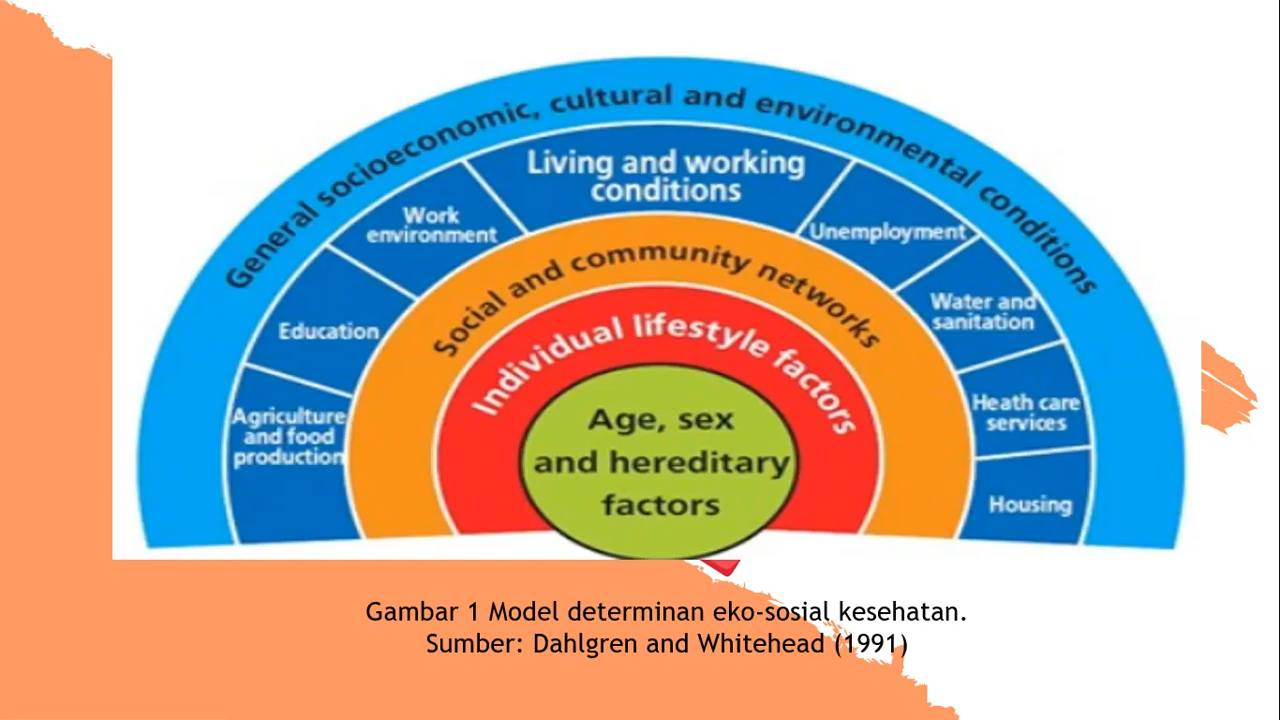 General socioeconomic, cultural and environmental conditions
Living and working
conditions
Work
environment
Unemployment
Education
Water and
sanitation
Agriculture
and food
production
Heath care
services
Housing
Social and community networks
Individual lifestyle factors
Age, sex
and hereditary
factors
Gambar 1 Model determinan eko-sosial kesehatan.
Sumber: Dahlgren and Whitehead (1991)